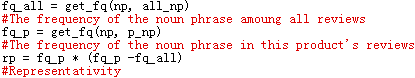 fq_all = get_fq(np, all_np)
#The frequency of the noun phrase amoung all reviews
fq_p = get_fq(np, p_np)
#The frequency of the noun phrase in this product's reviews
rp = fq_p * (fq_p -fq_all)
#Representativity